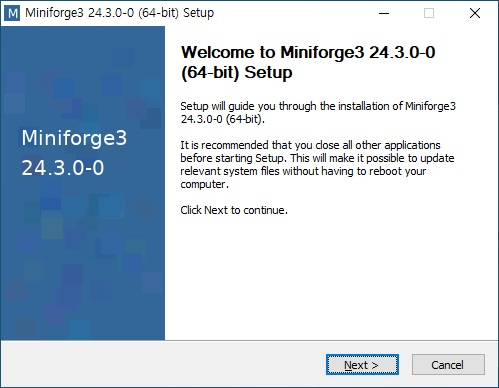 M Miniforge3 24.3.0-0 (64-bit) Setup
Miniforge3
24.3.0-0
Welcome to Miniforge3 24.3.0-0
(64-bit) Setup
Setup will guide you through the installation of Miniforge3
24.3.0-0 (64-bit).
It is recommended that you close all other applications
before starting Setup. This will make it possible to update
relevant system files without having to reboot your
computer.
Click Next to continue.
Next >
Cancel